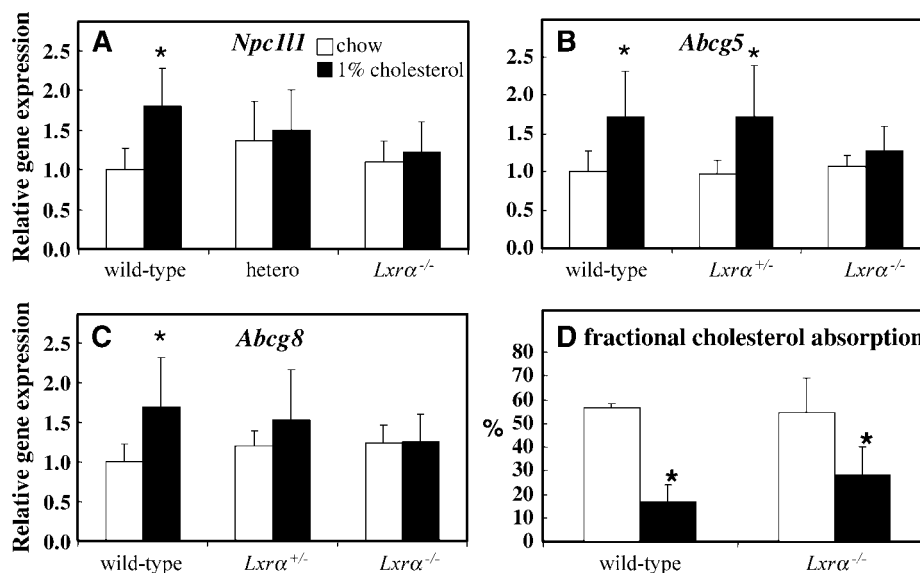 A Npc1l1
chow
1% cholesterol
*
Relative gene expression
2.5
2.0
1.5
1.0
0.5
0.0
wild-type hetero Lxrα-/-
B Abcg5
* *
2.5
2.0
1.5
1.0
0.5
0.0
wild-type Lxrα+/- Lxrα-/-
C Abcg8
*
Relative gene expression
2.5
2.0
1.5
1.0
0.5
0.0
wild-type Lxrα+/- Lxrα-/-
D fractional cholesterol absorption
%
80
70
60
50
40
30
20
10
0
* *
wild-type Lxrα-/-